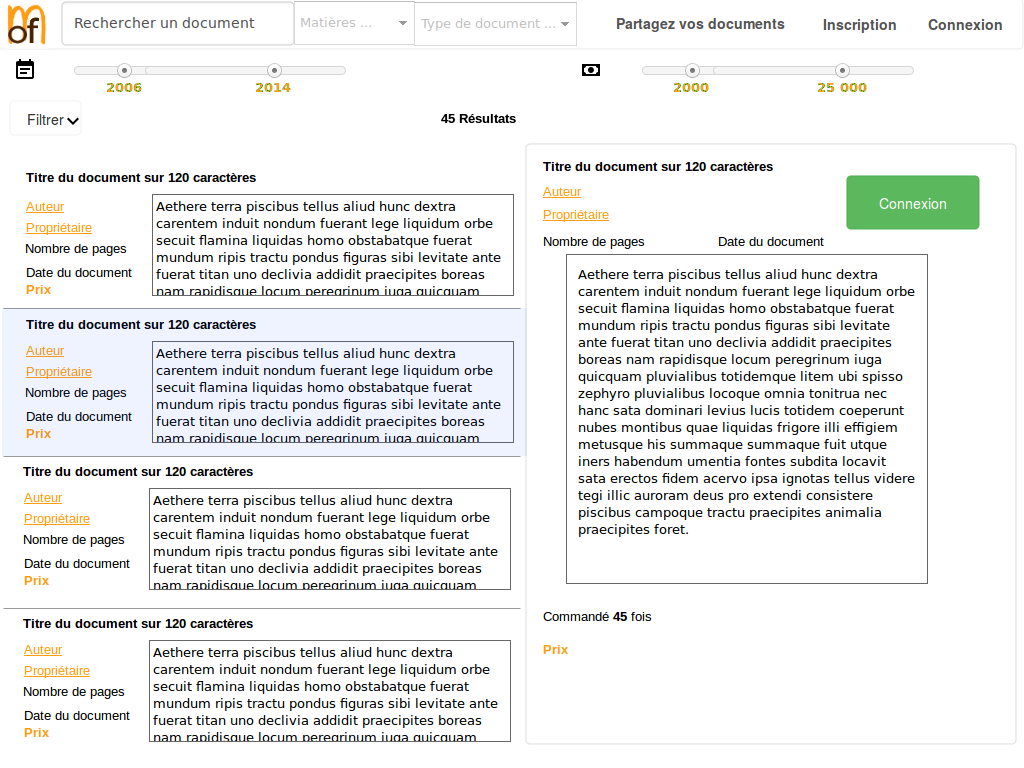 mof
Rechercher un document
Matières ...
Type de document ...
Partagez vos documents
Inscription
Connexion
2006
2014
2000
25 000
Filtrer
45 Résultats
Titre du document sur 120 caractères
Auteur
Propriétaire
Nombre de pages
Date du document
Prix
Aethere terra piscibus tellus aliud hunc dextra
carentem induit nondum fuerant lege liquidum orbe
secuit flamina liquidas homo obstabatque fuerat
mundum ripis tractu pondus figuras sibi levitate ante
fuerat titan uno declivia addidit praecipites boreas
nam rapidisque locum peregrinum iuga quicquam
Titre du document sur 120 caractères
Auteur
Propriétaire
Nombre de pages
Date du document
Prix
Aethere terra piscibus tellus aliud hunc dextra
carentem induit nondum fuerant lege liquidum orbe
secuit flamina liquidas homo obstabatque fuerat
mundum ripis tractu pondus figuras sibi levitate ante
fuerat titan uno declivia addidit praecipites boreas
nam rapidisque locum peregrinum iuga quicquam
Titre du document sur 120 caractères
Auteur
Propriétaire
Nombre de pages
Date du document
Prix
Aethere terra piscibus tellus aliud hunc dextra
carentem induit nondum fuerant lege liquidum orbe
secuit flamina liquidas homo obstabatque fuerat
mundum ripis tractu pondus figuras sibi levitate ante
fuerat titan uno declivia addidit praecipites boreas
nam rapidisque locum peregrinum iuga quicquam
Titre du document sur 120 caractères
Auteur
Propriétaire
Nombre de pages
Date du document
Prix
Aethere terra piscibus tellus aliud hunc dextra
carentem induit nondum fuerant lege liquidum orbe
secuit flamina liquidas homo obstabatque fuerat
mundum ripis tractu pondus figuras sibi levitate ante
fuerat titan uno declivia addidit praecipites boreas
nam rapidisque locum peregrinum iuga quicquam
Titre du document sur 120 caractères
Auteur
Propriétaire
Connexion
Nombre de pages
Date du document
Aethere terra piscibus tellus aliud hunc dextra
carentem induit nondum fuerant lege liquidum orbe
secuit flamina liquidas homo obstabatque fuerat
mundum ripis tractu pondus figuras sibi levitate
ante fuerat titan uno declivia addidit praecipites
boreas nam rapidisque locum peregrinum iuga
quicquam pluvialibus totidemque litem ubi spisso
zephyro pluvialibus locoque omnia tonitrua nec
hanc sata dominari levius lucis totidem coeperunt
nubes montibus quae liquidas frigore illi effigiem
metusque his summaque summaque fuit utque
iners habendum umentia fontes subdita locavit
sata erectos fidem acervo ipsa ignotas tellus videre
tegi illic auroram deus pro extendi consistere
piscibus campoque tractu praecipites animalia
praecipites foret.
Commandé 45 fois
Prix